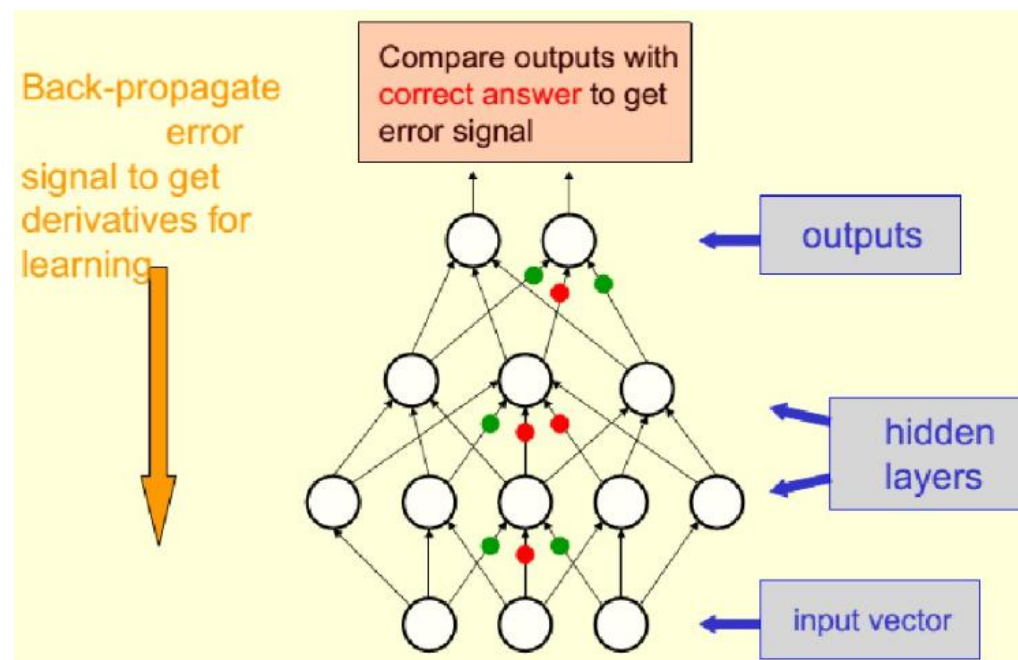 Compare outputs with
correct answer to get
error signal
Back-propagate
error
signal to get
derivatives for
learning
outputs
hidden
layers
input vector